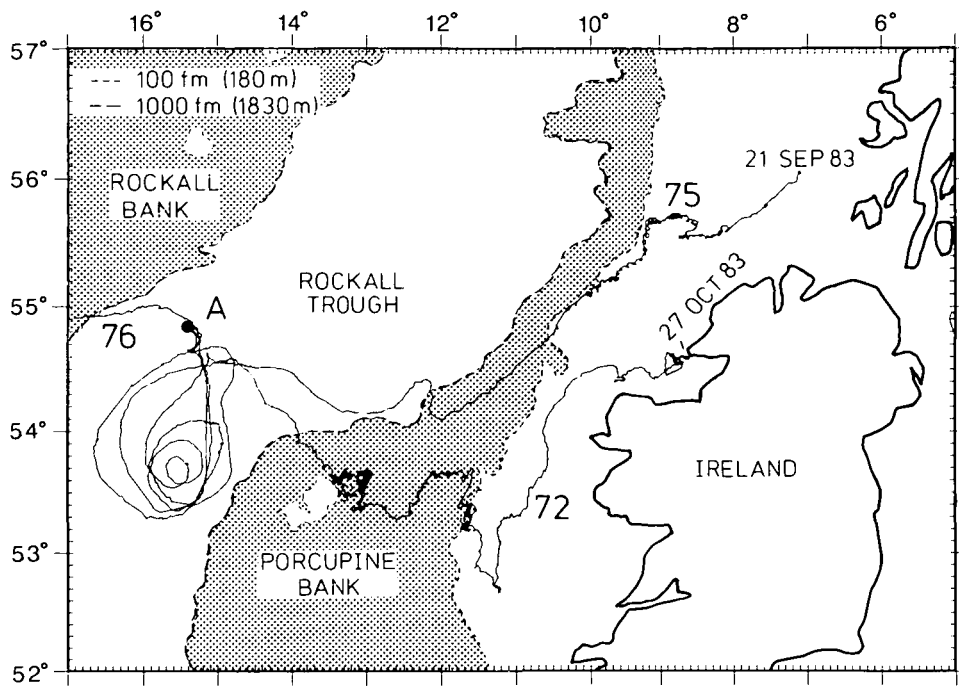 16° 14° 12° 10° 8° 6°
57°
--- 100 fm (180 m)
— — 1000 fm (1830 m)
56°
ROCKALL
BANK
21 SEP 83
75
55°
ROCKALL
TROUGH
A
76
27 OCT 83
54°
IRELAND
72
53°
PORCUPINE
BANK
52°